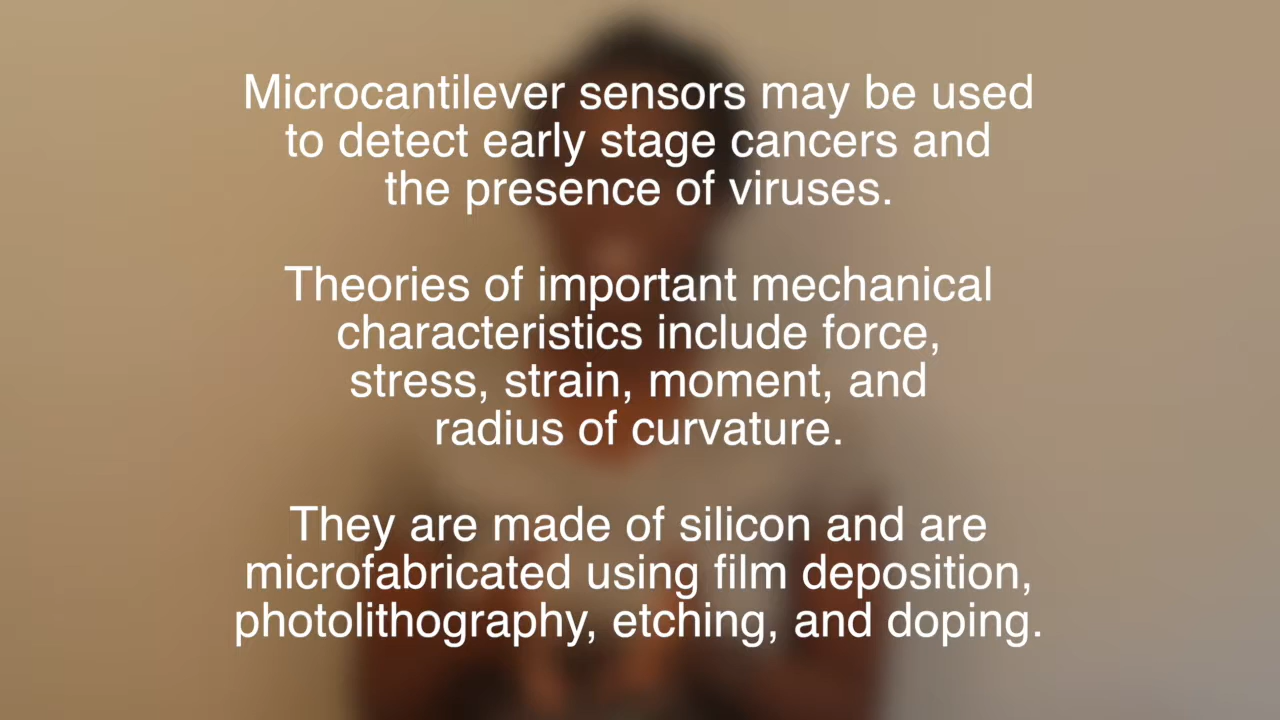 Microcantilever sensors may be used
to detect early stage cancers and
the presence of viruses.
Theories of important mechanical
characteristics include force,
stress, strain, moment, and
radius of curvature.
They are made of silicon and are
microfabricated using film deposition,
photolithography, etching, and doping.